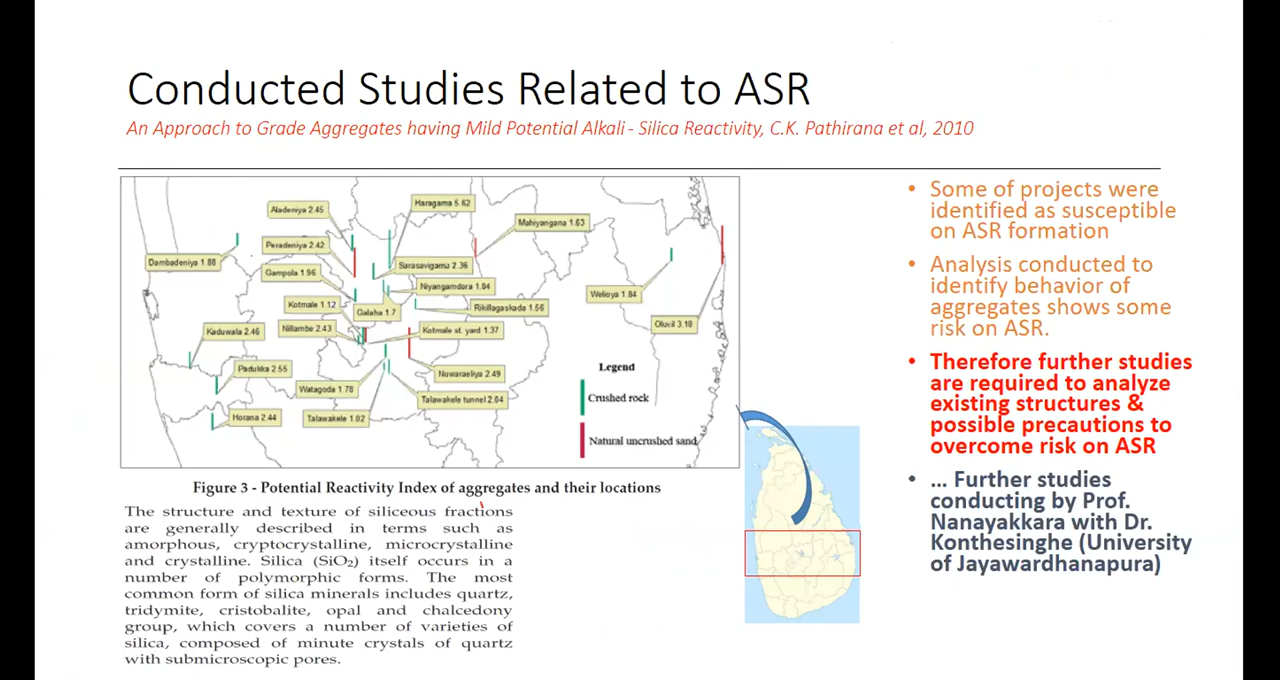 Conducted Studies Related to ASR
An Approach to Grade Aggregates having Mild Potential Alkali - Silica Reactivity, C.K. Pathirana et al, 2010
Aladeniya 2.45
Haragama 5.62
Mahiyangana 1.63
Peradeniya 2.42
Dambadeniya 1.88
Gampola 1.96
Sarasavigama 2.36
Niyangamdora 1.84
Welioya 1.84
Kotmale 1.12
Galaha 1.7
Rikillagaskada 1.56
Oluvil 3.18
Kaduwala 2.46
Nillambe 2.43
Kotmale st. yard 1.37
Padukka 2.55
Nuwaraeliya 2.49
Watagoda 1.78
Talawakele tunnel 2.04
Horana 2.44
Talawakele 1.02
Legend
Crushed rock
Natural uncrushed sand
Figure 3 - Potential Reactivity Index of aggregates and their locations
The structure and texture of siliceous fractions
are generally described in terms such as
amorphous, cryptocrystalline, microcrystalline
and crystalline. Silica (SiO₂) itself occurs in a
number of polymorphic forms. The most
common form of silica minerals includes quartz,
tridymite, cristobalite, opal and chalcedony
group, which covers a number of varieties of
silica, composed of minute crystals of quartz
with submicroscopic pores.
• Some of projects were
identified as susceptible
on ASR formation
• Analysis conducted to
identify behavior of
aggregates shows some
risk on ASR.
• Therefore further studies
are required to analyze
existing structures &
possible precautions to
overcome risk on ASR
• ... Further studies
conducting by Prof.
Nanayakkara with Dr.
Konthesinghe (University
of Jayawardhanapura)